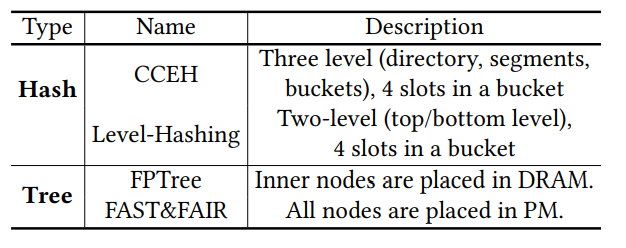 Type Name Description
Hash CCEH Three level (directory, segments,
buckets), 4 slots in a bucket
Level-Hashing Two-level (top/bottom level),
4 slots in a bucket
Tree FPTree Inner nodes are placed in DRAM.
FAST&FAIR All nodes are placed in PM.